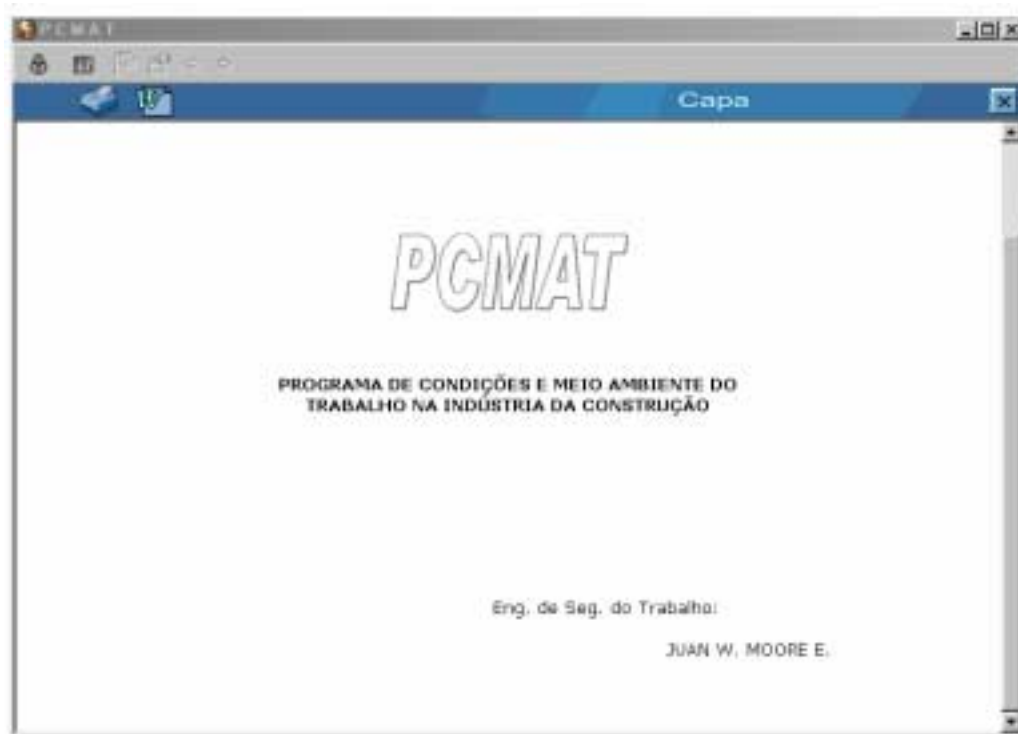 PCMAT
Capa
PCMAT
PROGRAMA DE CONDIÇÕES E MEIO AMBIENTE DO
TRABALHO NA INDÚSTRIA DA CONSTRUÇÃO
Eng. de Seg. do Trabalho:
JUAN W. MOORE E.